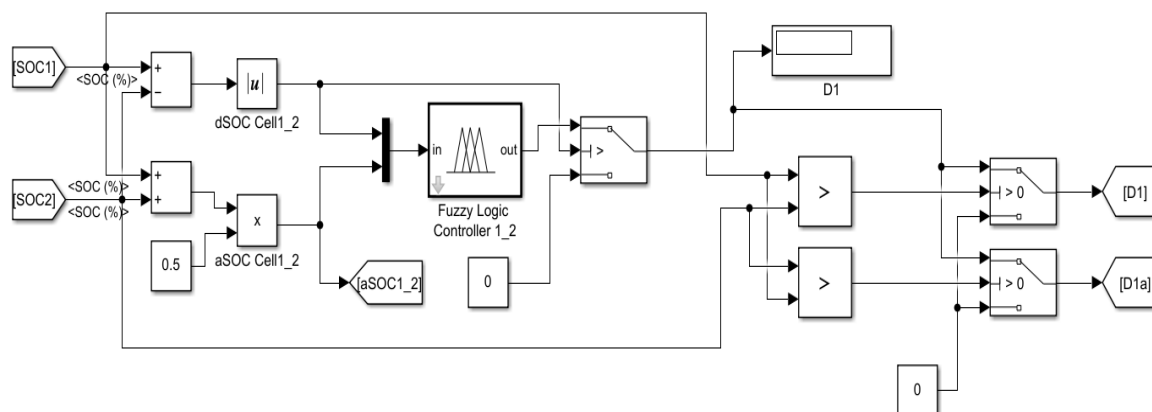 [SOC1]
<SOC (%)>
+
−
|u|
dSOC Cell1_2
[SOC2]
<SOC (%)>
<SOC (%)>
+
+
0.5
x
aSOC Cell1_2
[aSOC1_2]
in
out
Fuzzy Logic
Controller 1_2
0
>
D1
>
>
> 0
[D1]
> 0
[D1a]
0